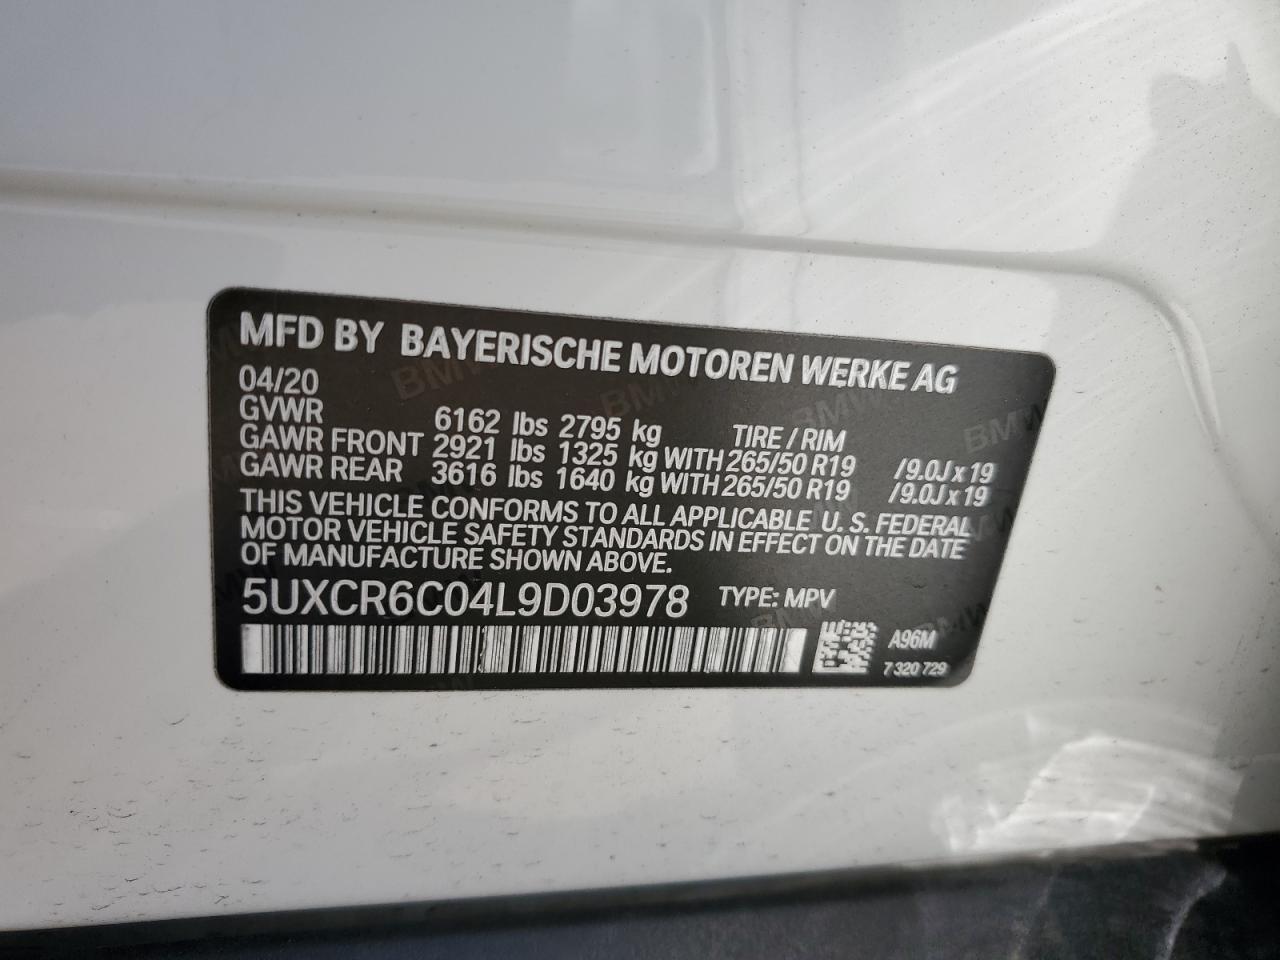 MFD BY BAYERISCHE MOTOREN WERKE AG
04/20
GVWR 6162 lbs 2795 kg TIRE / RIM
GAWR FRONT 2921 lbs 1325 kg WITH 265/50 R19 /9.0J x 19
GAWR REAR 3616 lbs 1640 kg WITH 265/50 R19 /9.0J x 19
THIS VEHICLE CONFORMS TO ALL APPLICABLE U. S. FEDERAL
MOTOR VEHICLE SAFETY STANDARDS IN EFFECT ON THE DATE
OF MANUFACTURE SHOWN ABOVE.
5UXCR6C04L9D03978 TYPE: MPV
A96M
7 320 729